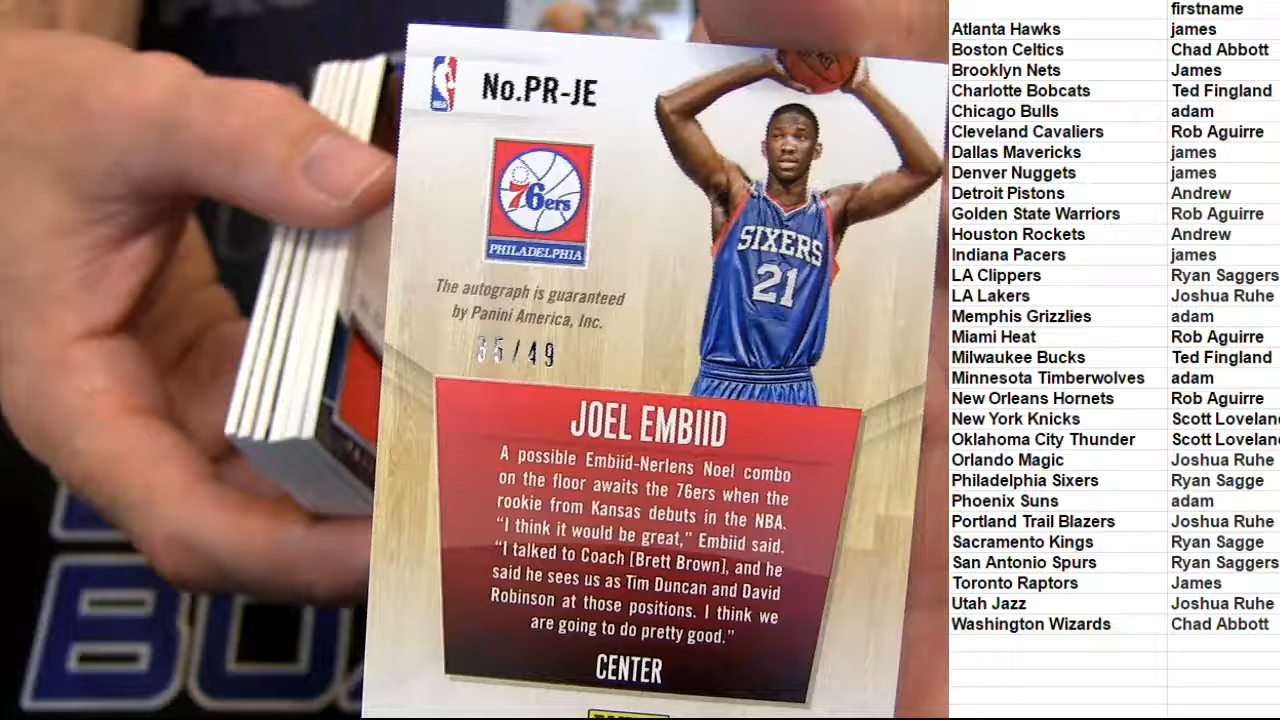 No.PR-JE
76ers
PHILADELPHIA
SIXERS
21
The autograph is guaranteed
by Panini America, Inc.
35/49
JOEL EMBIID
A possible Embiid-Nerlens Noel combo
on the floor awaits the 76ers when the
rookie from Kansas debuts in the NBA.
“I think it would be great,” Embiid said.
“I talked to Coach [Brett Brown], and he
said he sees us as Tim Duncan and David
Robinson at those positions. I think we
are going to do pretty good.”
CENTER
firstname
Atlanta Hawks james
Boston Celtics Chad Abbott
Brooklyn Nets James
Charlotte Bobcats Ted Fingland
Chicago Bulls adam
Cleveland Cavaliers Rob Aguirre
Dallas Mavericks james
Denver Nuggets james
Detroit Pistons Andrew
Golden State Warriors Rob Aguirre
Houston Rockets Andrew
Indiana Pacers james
LA Clippers Ryan Saggers
LA Lakers Joshua Ruhe
Memphis Grizzlies adam
Miami Heat Rob Aguirre
Milwaukee Bucks Ted Fingland
Minnesota Timberwolves adam
New Orleans Hornets Rob Aguirre
New York Knicks Scott Loveland
Oklahoma City Thunder Scott Loveland
Orlando Magic Joshua Ruhe
Philadelphia Sixers Ryan Sagge
Phoenix Suns adam
Portland Trail Blazers Joshua Ruhe
Sacramento Kings Ryan Sagge
San Antonio Spurs Ryan Saggers
Toronto Raptors James
Utah Jazz Joshua Ruhe
Washington Wizards Chad Abbott